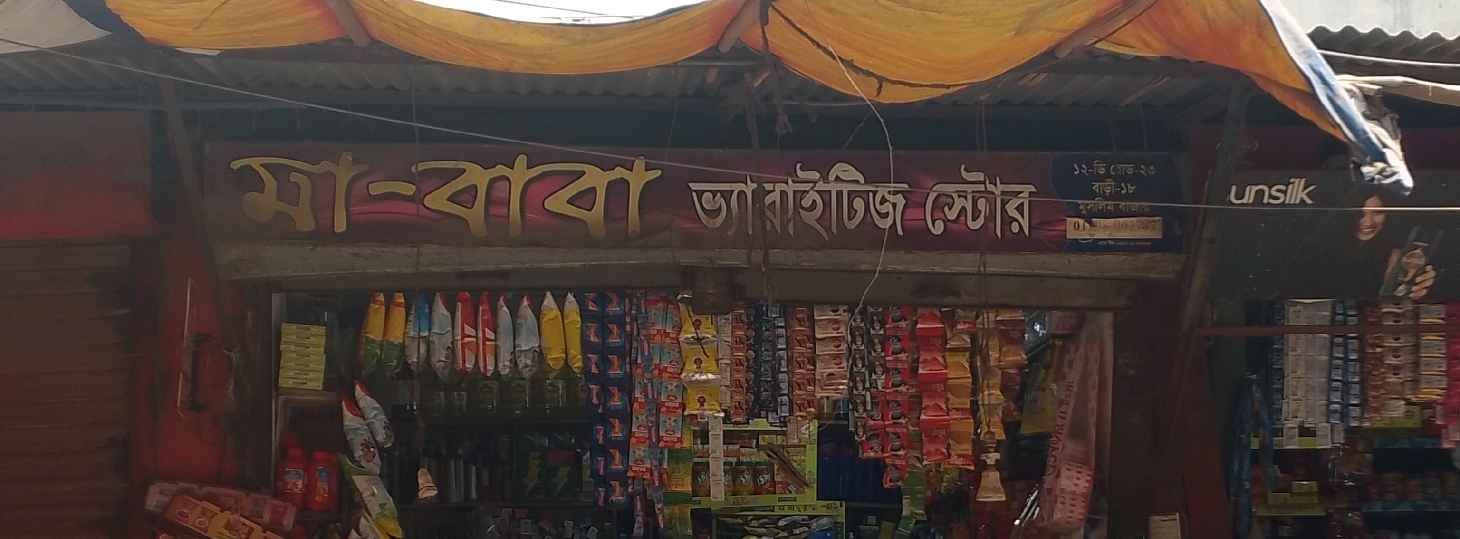 মা-বাবা ভ্যারাইটিজ স্টোর
১২-ডি রোড-২৩
বাড়ী-১৮
মুসলিম বাজার
unsilk